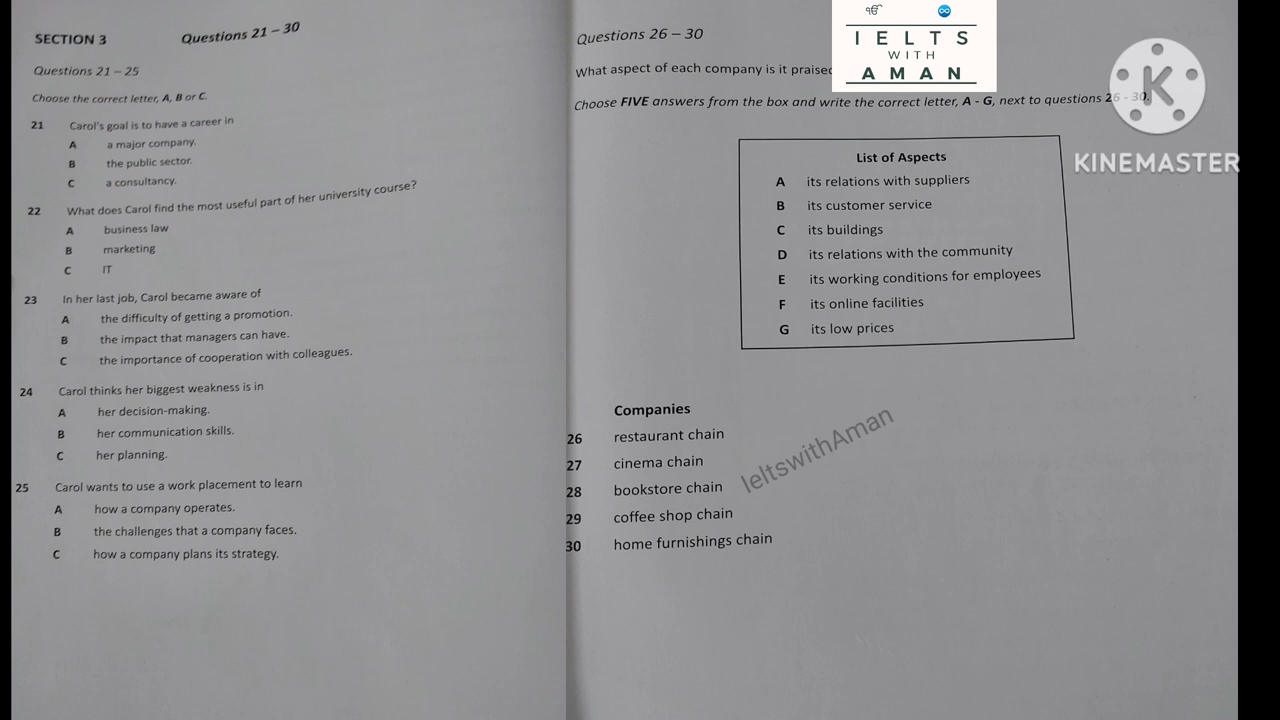 SECTION 3 Questions 21 – 30
Questions 21 – 25
Choose the correct letter, A, B or C.
21 Carol's goal is to have a career in
A a major company.
B the public sector.
C a consultancy.
22 What does Carol find the most useful part of her university course?
A business law
B marketing
C IT
23 In her last job, Carol became aware of
A the difficulty of getting a promotion.
B the impact that managers can have.
C the importance of cooperation with colleagues.
24 Carol thinks her biggest weakness is in
A her decision-making.
B her communication skills.
C her planning.
25 Carol wants to use a work placement to learn
A how a company operates.
B the challenges that a company faces.
C how a company plans its strategy.
Questions 26 – 30
What aspect of each company is it praised
Choose FIVE answers from the box and write the correct letter, A - G, next to questions 26 - 30.
List of Aspects
A its relations with suppliers
B its customer service
C its buildings
D its relations with the community
E its working conditions for employees
F its online facilities
G its low prices
Companies
26 restaurant chain
27 cinema chain
28 bookstore chain
29 coffee shop chain
30 home furnishings chain
IeltswithAman
ੴ
IELTS
WITH
AMAN
K
KINEMASTER